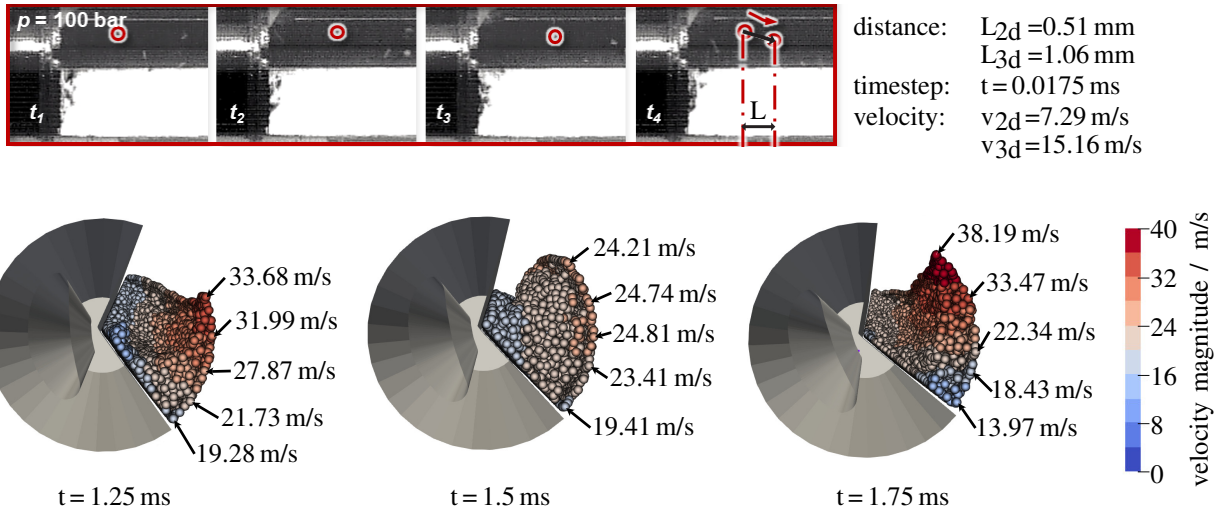 p = 100 bar
t1
t2
t3
t4
L
distance: L2d =0.51 mm
L3d =1.06 mm
timestep: t = 0.0175 ms
velocity: v2d =7.29 m/s
v3d =15.16 m/s
33.68 m/s
31.99 m/s
27.87 m/s
21.73 m/s
19.28 m/s
t = 1.25 ms
24.21 m/s
24.74 m/s
24.81 m/s
23.41 m/s
19.41 m/s
t = 1.5 ms
38.19 m/s
33.47 m/s
22.34 m/s
18.43 m/s
13.97 m/s
t = 1.75 ms
40
32
24
16
8
0
velocity magnitude / m/s